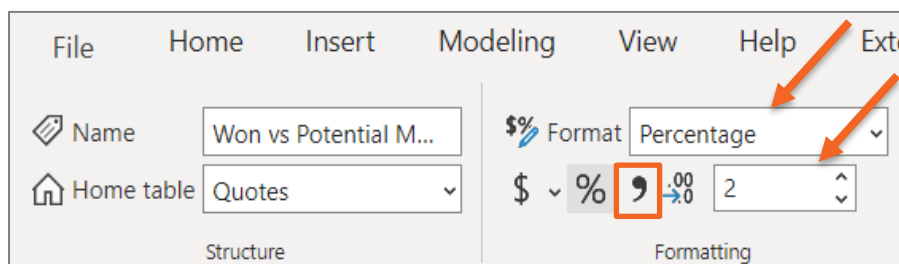 File Home Insert Modeling View Help Exte
Name Won vs Potential M... $% Format Percentage
Home table Quotes $ % , .00 .0 2
Structure Formatting